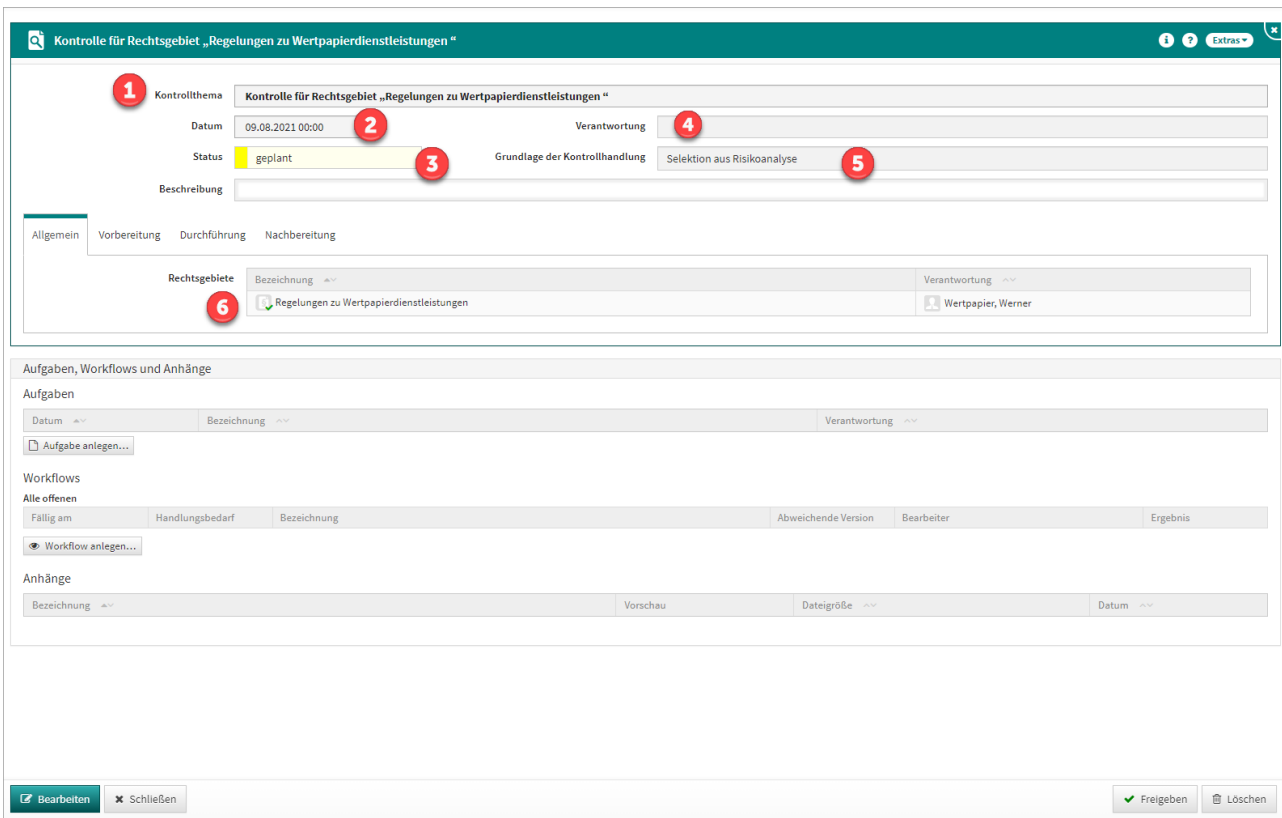 Kontrolle für Rechtsgebiet „Regelungen zu Wertpapierdienstleistungen “ i ? Extras
1 Kontrollthema Kontrolle für Rechtsgebiet „Regelungen zu Wertpapierdienstleistungen “
Datum 09.08.2021 00:00 2 Verantwortung 4
Status geplant 3 Grundlage der Kontrollhandlung Selektion aus Risikoanalyse 5
Beschreibung
Allgemein Vorbereitung Durchführung Nachbereitung
Rechtsgebiete Bezeichnung Verantwortung
6 Regelungen zu Wertpapierdienstleistungen Wertpapier, Werner
Aufgaben, Workflows und Anhänge
Aufgaben
Datum Bezeichnung Verantwortung
Aufgabe anlegen...
Workflows
Alle offenen
Fällig am Handlungsbedarf Bezeichnung Abweichende Version Bearbeiter Ergebnis
Workflow anlegen...
Anhänge
Bezeichnung Vorschau Dateigröße Datum
Bearbeiten Schließen Freigeben Löschen